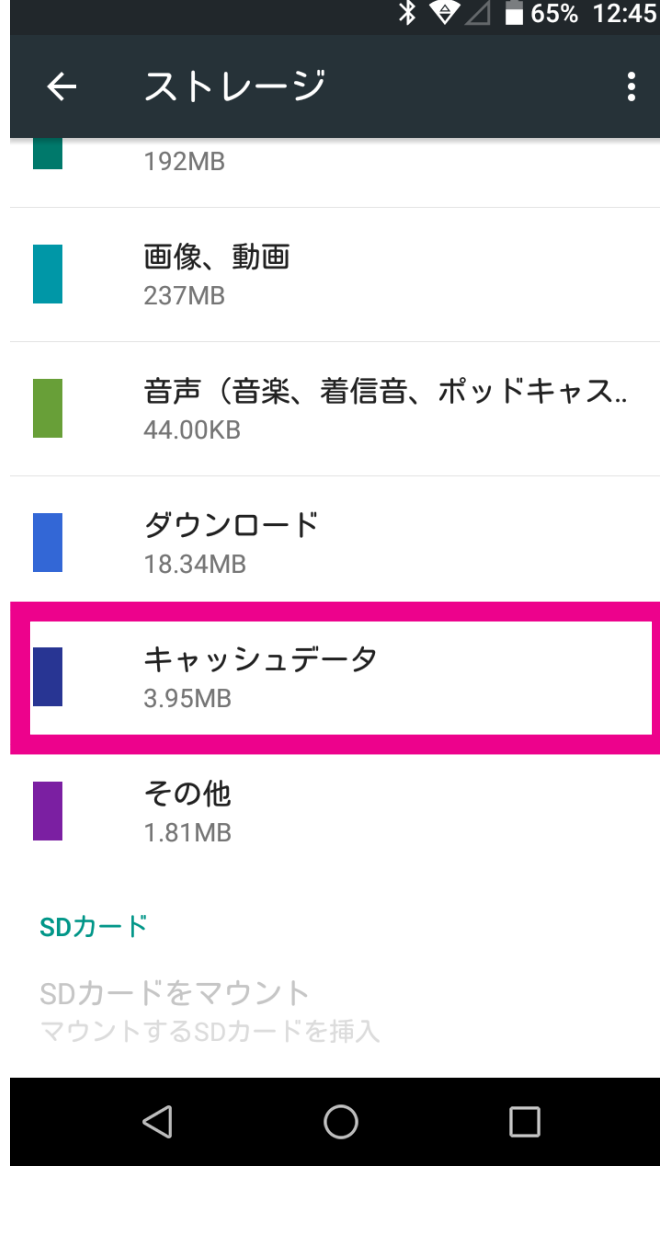 65% 12:45
ストレージ
192MB
画像、動画
237MB
音声（音楽、着信音、ポッドキャス..
44.00KB
ダウンロード
18.34MB
キャッシュデータ
3.95MB
その他
1.81MB
SDカード
SDカードをマウント
マウントするSDカードを挿入